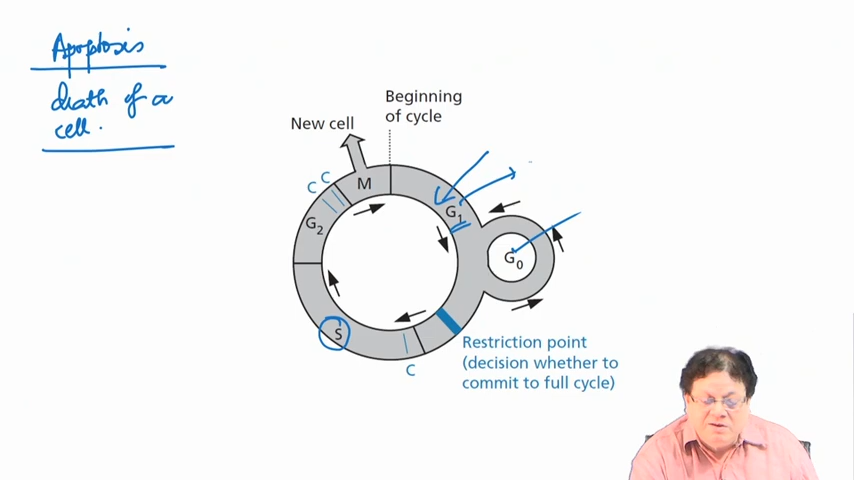 Apoptosis
death of a
cell.
Beginning
of cycle
New cell
M
C
C
G₁
G₂
G₀
S
C
Restriction point
(decision whether to
commit to full cycle)